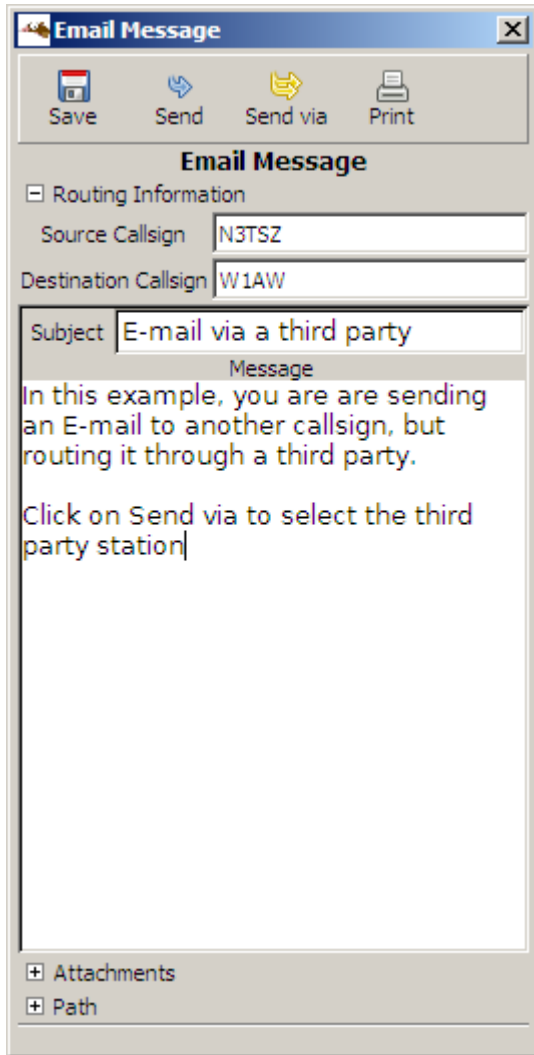 Email Message
Save Send Send via Print
Email Message
Routing Information
Source Callsign N3TSZ
Destination Callsign W1AW
Subject E-mail via a third party
Message
In this example, you are are sending
an E-mail to another callsign, but
routing it through a third party.
Click on Send via to select the third
party station
Attachments
Path